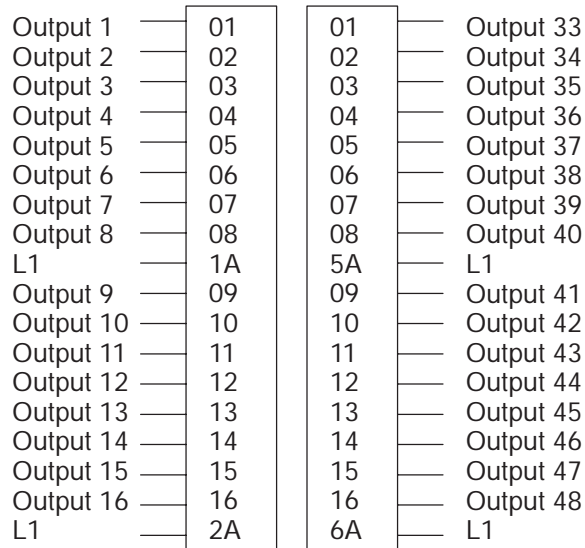 Output 1 01 01 Output 33
Output 2 02 02 Output 34
Output 3 03 03 Output 35
Output 4 04 04 Output 36
Output 5 05 05 Output 37
Output 6 06 06 Output 38
Output 7 07 07 Output 39
Output 8 08 08 Output 40
L1 1A 5A L1
Output 9 09 09 Output 41
Output 10 10 10 Output 42
Output 11 11 11 Output 43
Output 12 12 12 Output 44
Output 13 13 13 Output 45
Output 14 14 14 Output 46
Output 15 15 15 Output 47
Output 16 16 16 Output 48
L1 2A 6A L1